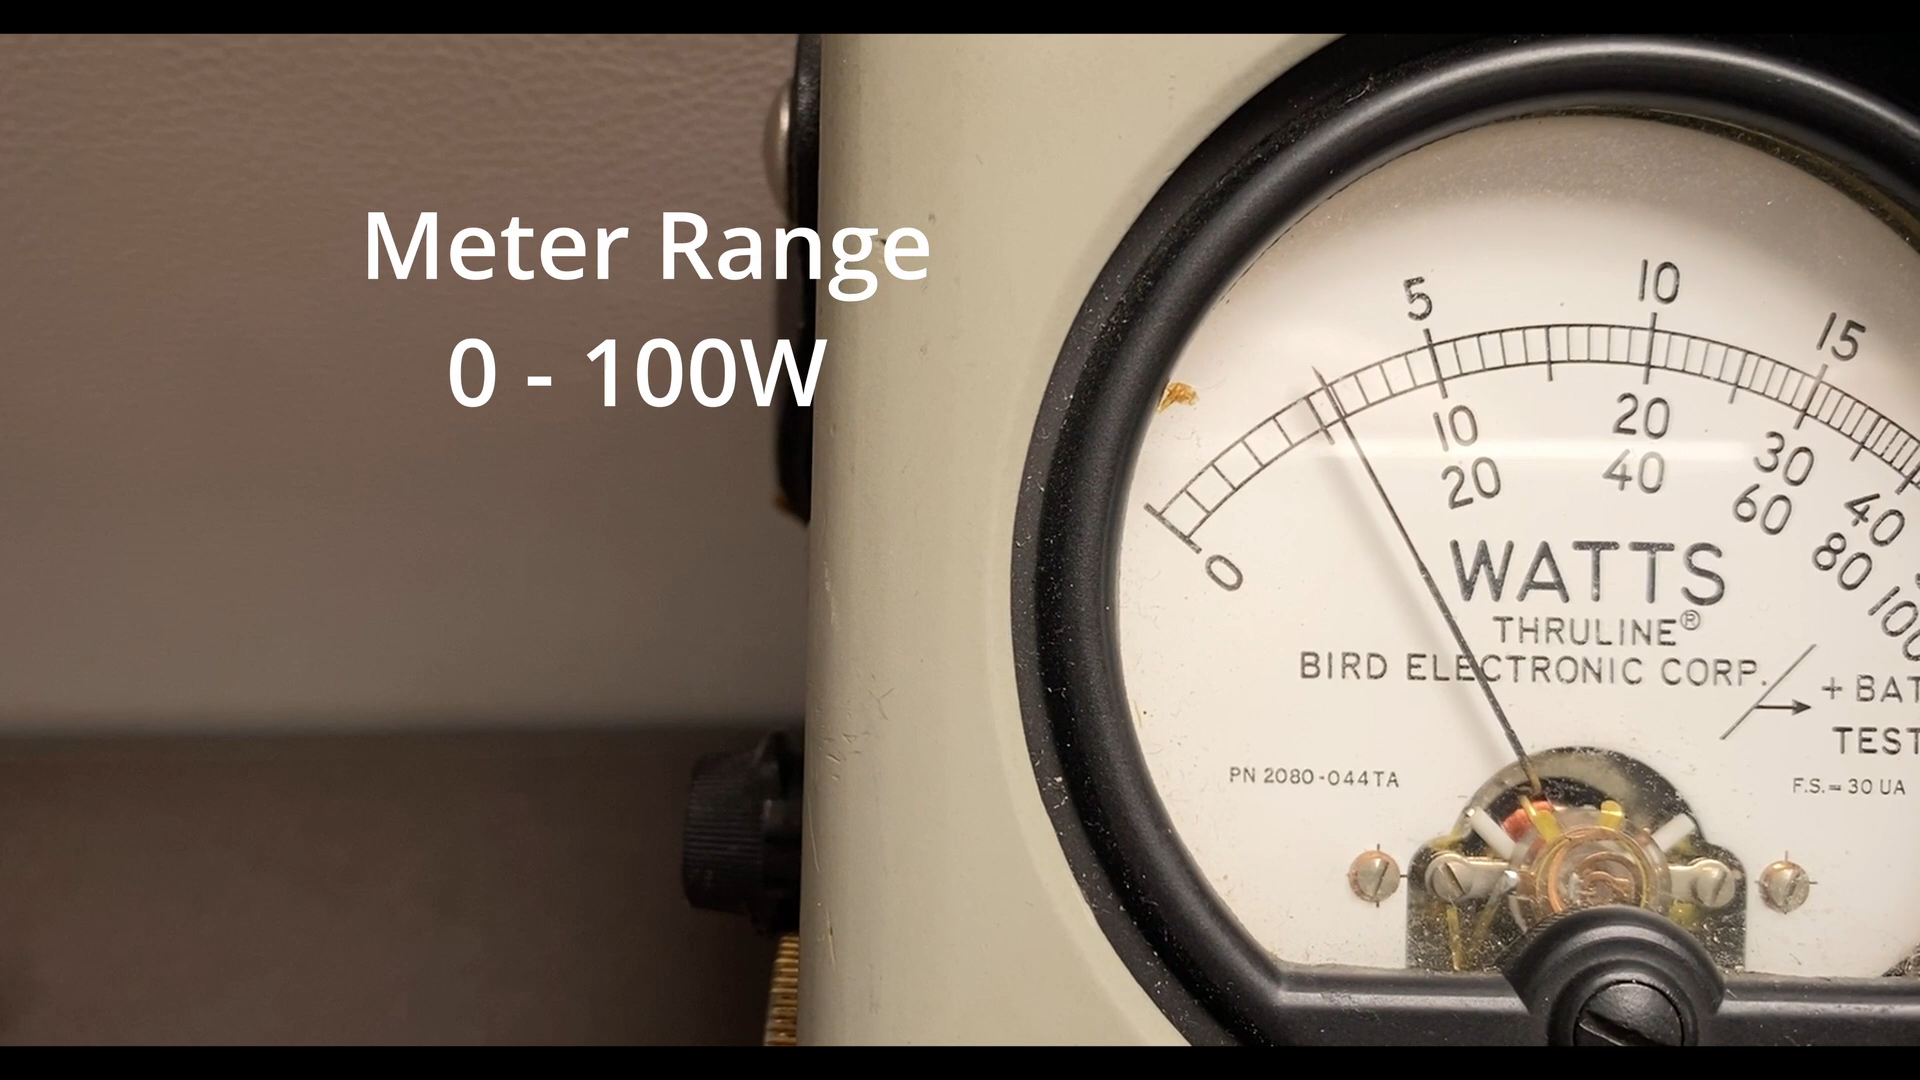 Meter Range
0 - 100W
5 10 15
10 20 30 40
20 40 60 80 100
0
WATTS
THRULINE®
BIRD ELECTRONIC CORP.
+ BAT
TEST
PN 2080-044TA
F.S.= 30 UA